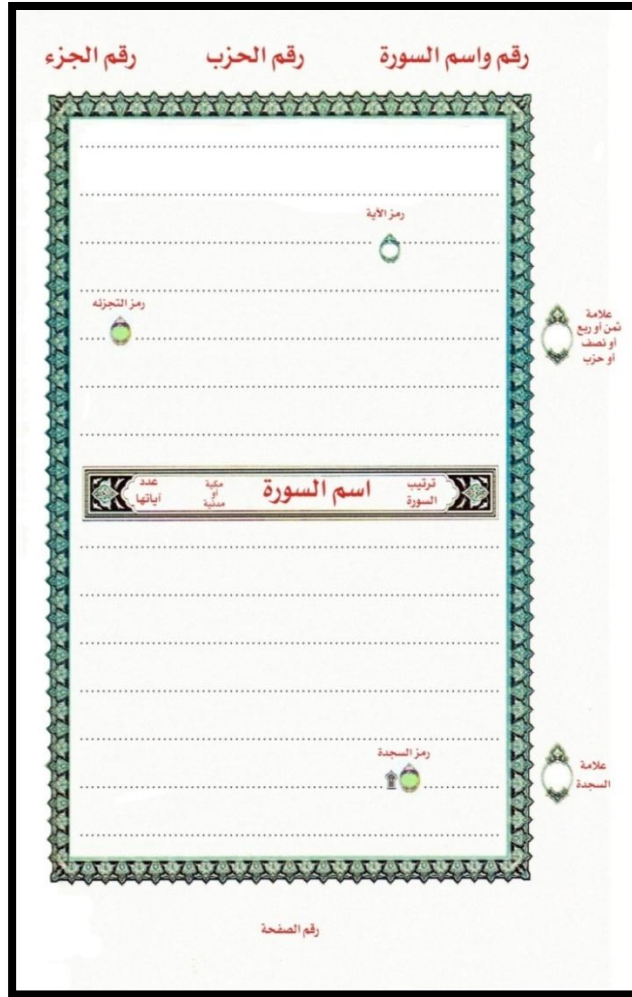 رقم واسم السورة رقم الحزب رقم الجزء
رمز الآية
رمز التجزئه
علامة
ثمن أو ربع
أو نصف
أو حزب
ترتيب
السورة
اسم السورة
مكية
أو
مدنية
عدد
آياتها
رمز السجدة
۩
علامة
السجدة
رقم الصفحة